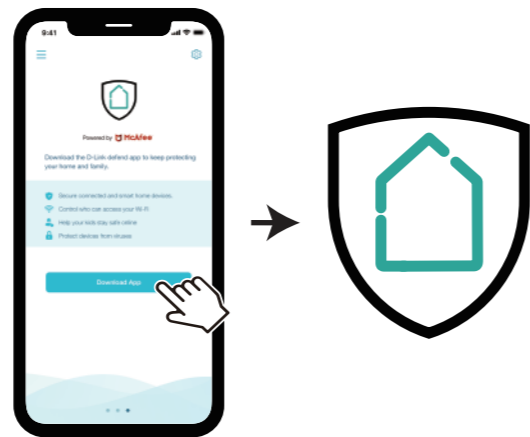 9:41
Powered by McAfee
Download the D-Link defend app to keep protecting
your home and family.
Secure connected and smart home devices.
Control who can access your Wi-Fi
Help your kids stay safe online
Protect devices from viruses
Download App